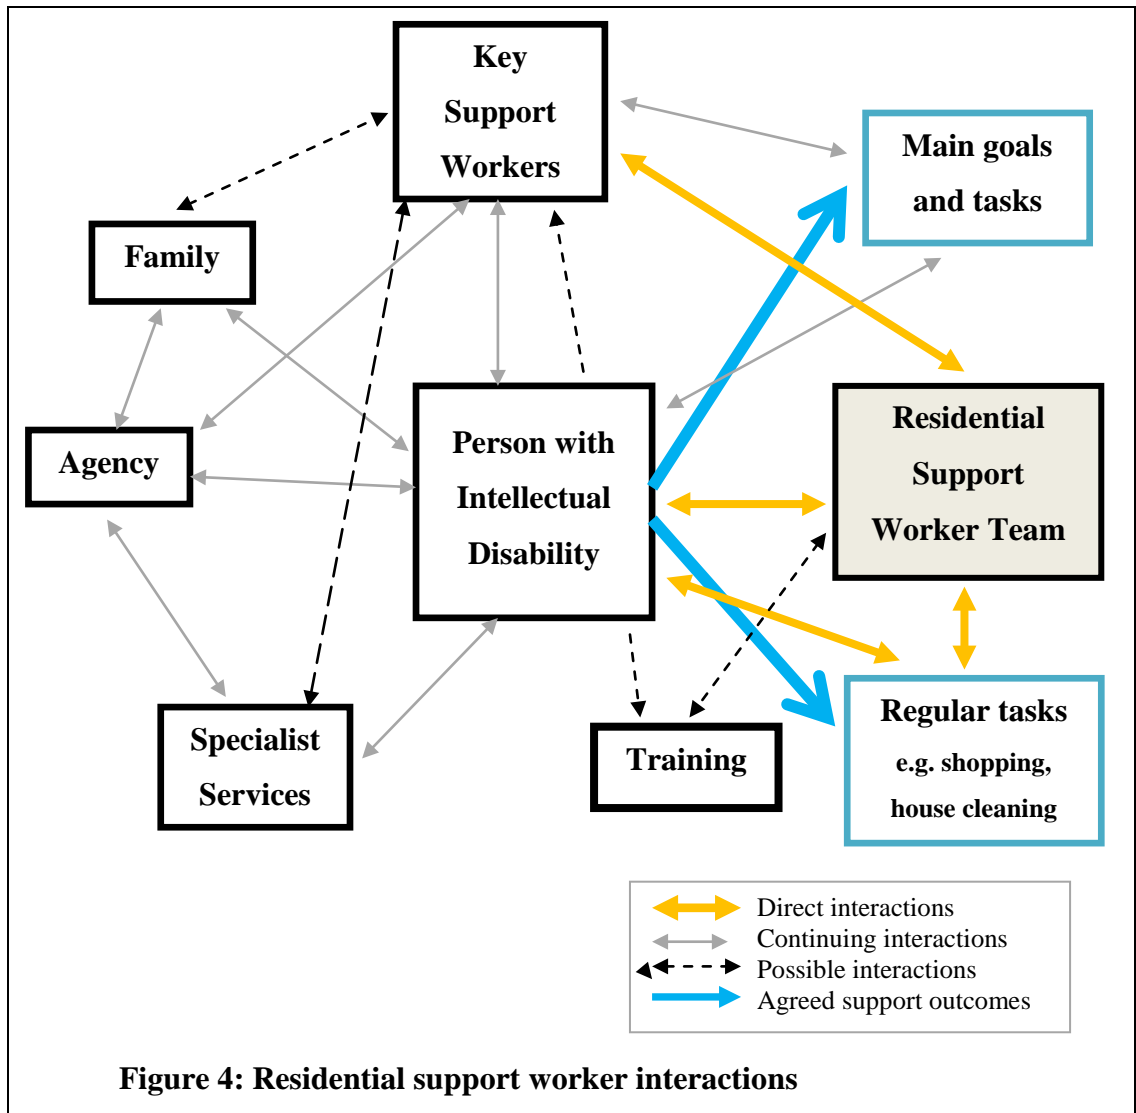 Key
Support
Workers
Main goals
and tasks
Family
Agency
Person with
Intellectual
Disability
Residential
Support
Worker Team
Specialist
Services
Training
Regular tasks
e.g. shopping,
house cleaning
Direct interactions
Continuing interactions
Possible interactions
Agreed support outcomes
Figure 4: Residential support worker interactions